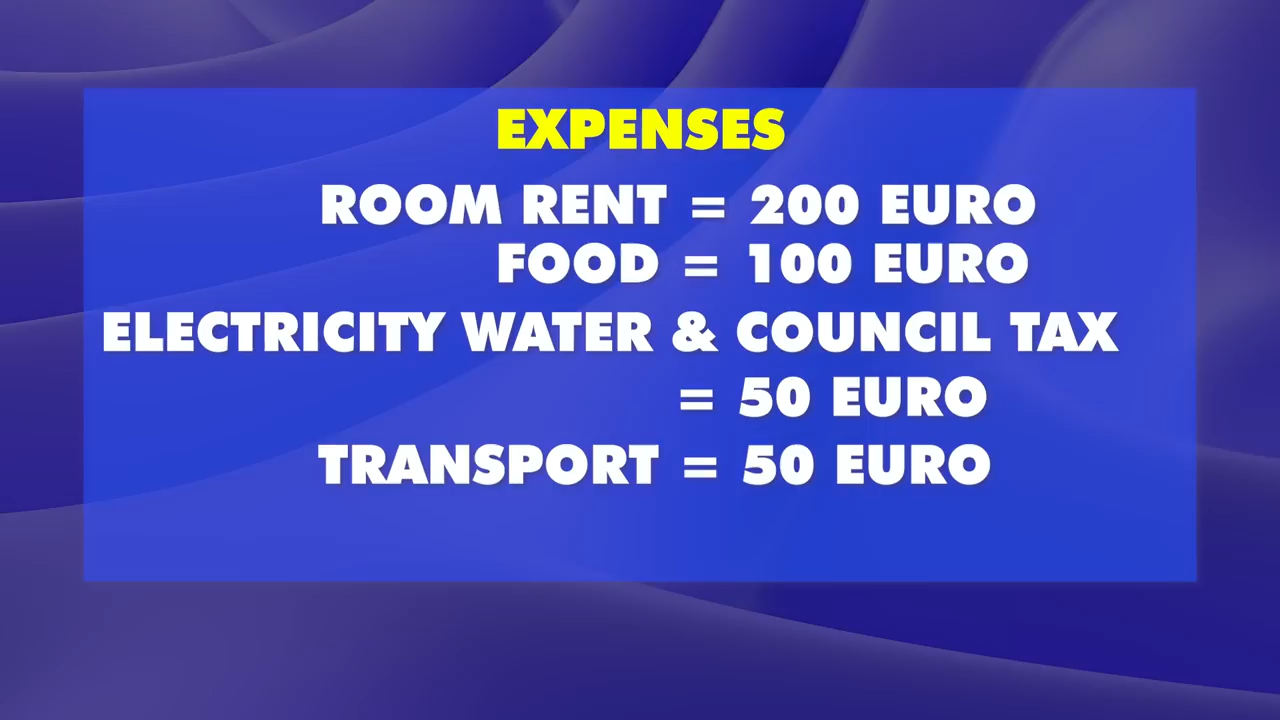 EXPENSES
ROOM RENT = 200 EURO
FOOD = 100 EURO
ELECTRICITY WATER & COUNCIL TAX
= 50 EURO
TRANSPORT = 50 EURO